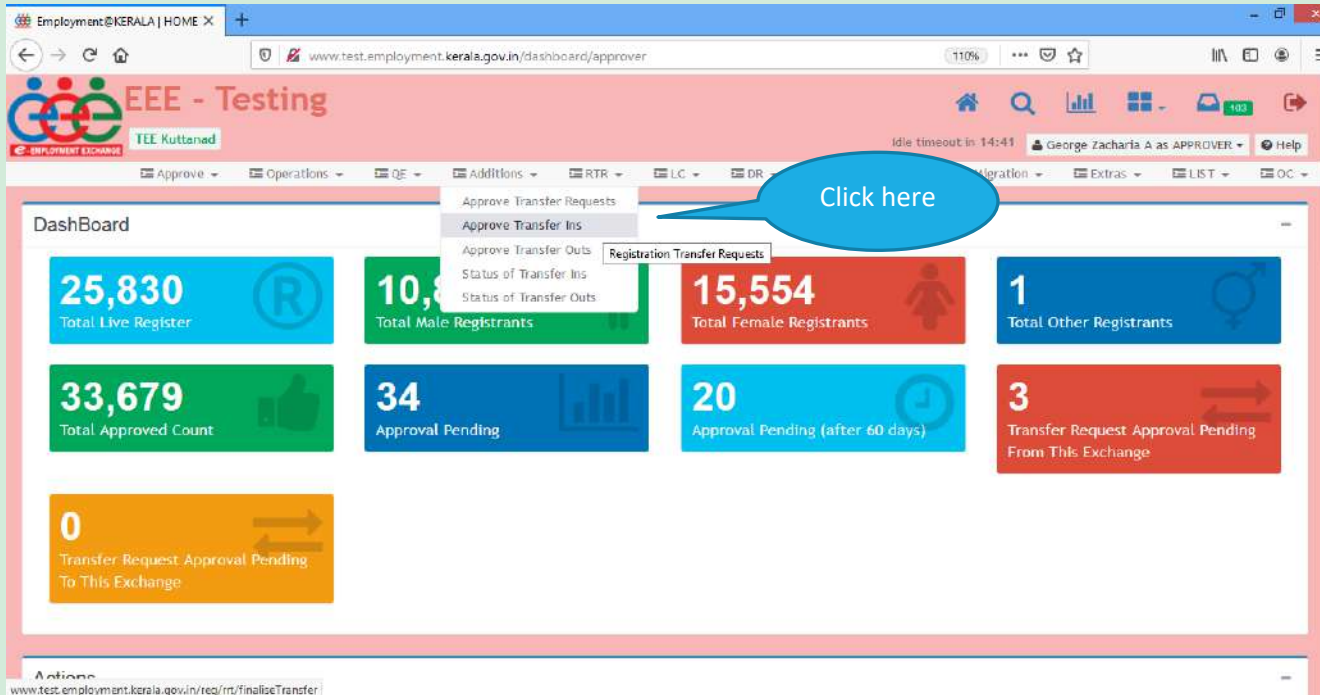 Employment@KERALA | HOME
www.test.employment.kerala.gov.in/dashboard/approver
110%
EEE - Testing
e-EMPLOYMENT EXCHANGE
TEE Kuttanad
103
Idle timeout in 14:41
George Zacharia A as APPROVER
Help
Approve
Operations
QE
Additions
RTR
LC
DR
Extras
LIST
OC
Click here
Approve Transfer Requests
Approve Transfer Ins
Approve Transfer Outs
Registration Transfer Requests
Status of Transfer Ins
Status of Transfer Outs
DashBoard
25,830
Total Live Register
Total Male Registrants
15,554
Total Female Registrants
1
Total Other Registrants
33,679
Total Approved Count
34
Approval Pending
20
Approval Pending (after 60 days)
3
Transfer Request Approval Pending
From This Exchange
0
Transfer Request Approval Pending
To This Exchange
Actions
www.test.employment.kerala.gov.in/reg/rrt/finaliseTransfer